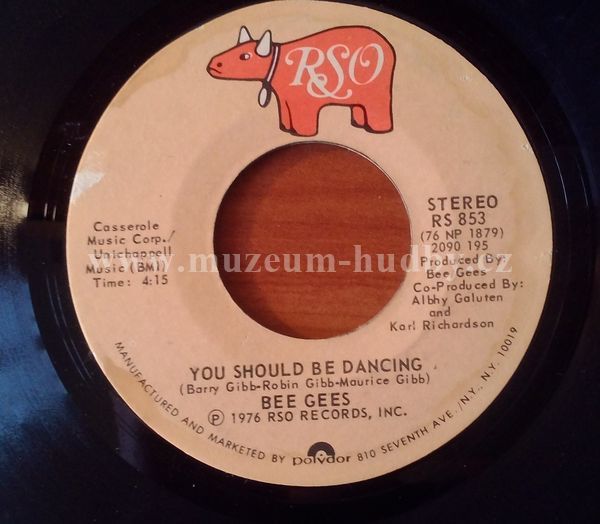 RSO
STEREO
RS 853
(76 NP 1879)
2090 195
Produced By:
Bee Gees
Co-Produced By:
Albhy Galuten
and
Karl Richardson
Casserole
Music Corp./
Unichappell
Music (BMI)
Time: 4:15
www.muzeum-hudby.cz
YOU SHOULD BE DANCING
(Barry Gibb-Robin Gibb-Maurice Gibb)
BEE GEES
Ⓟ 1976 RSO RECORDS, INC.
MANUFACTURED AND MARKETED BY polydor 810 SEVENTH AVE./N.Y., N.Y. 10019